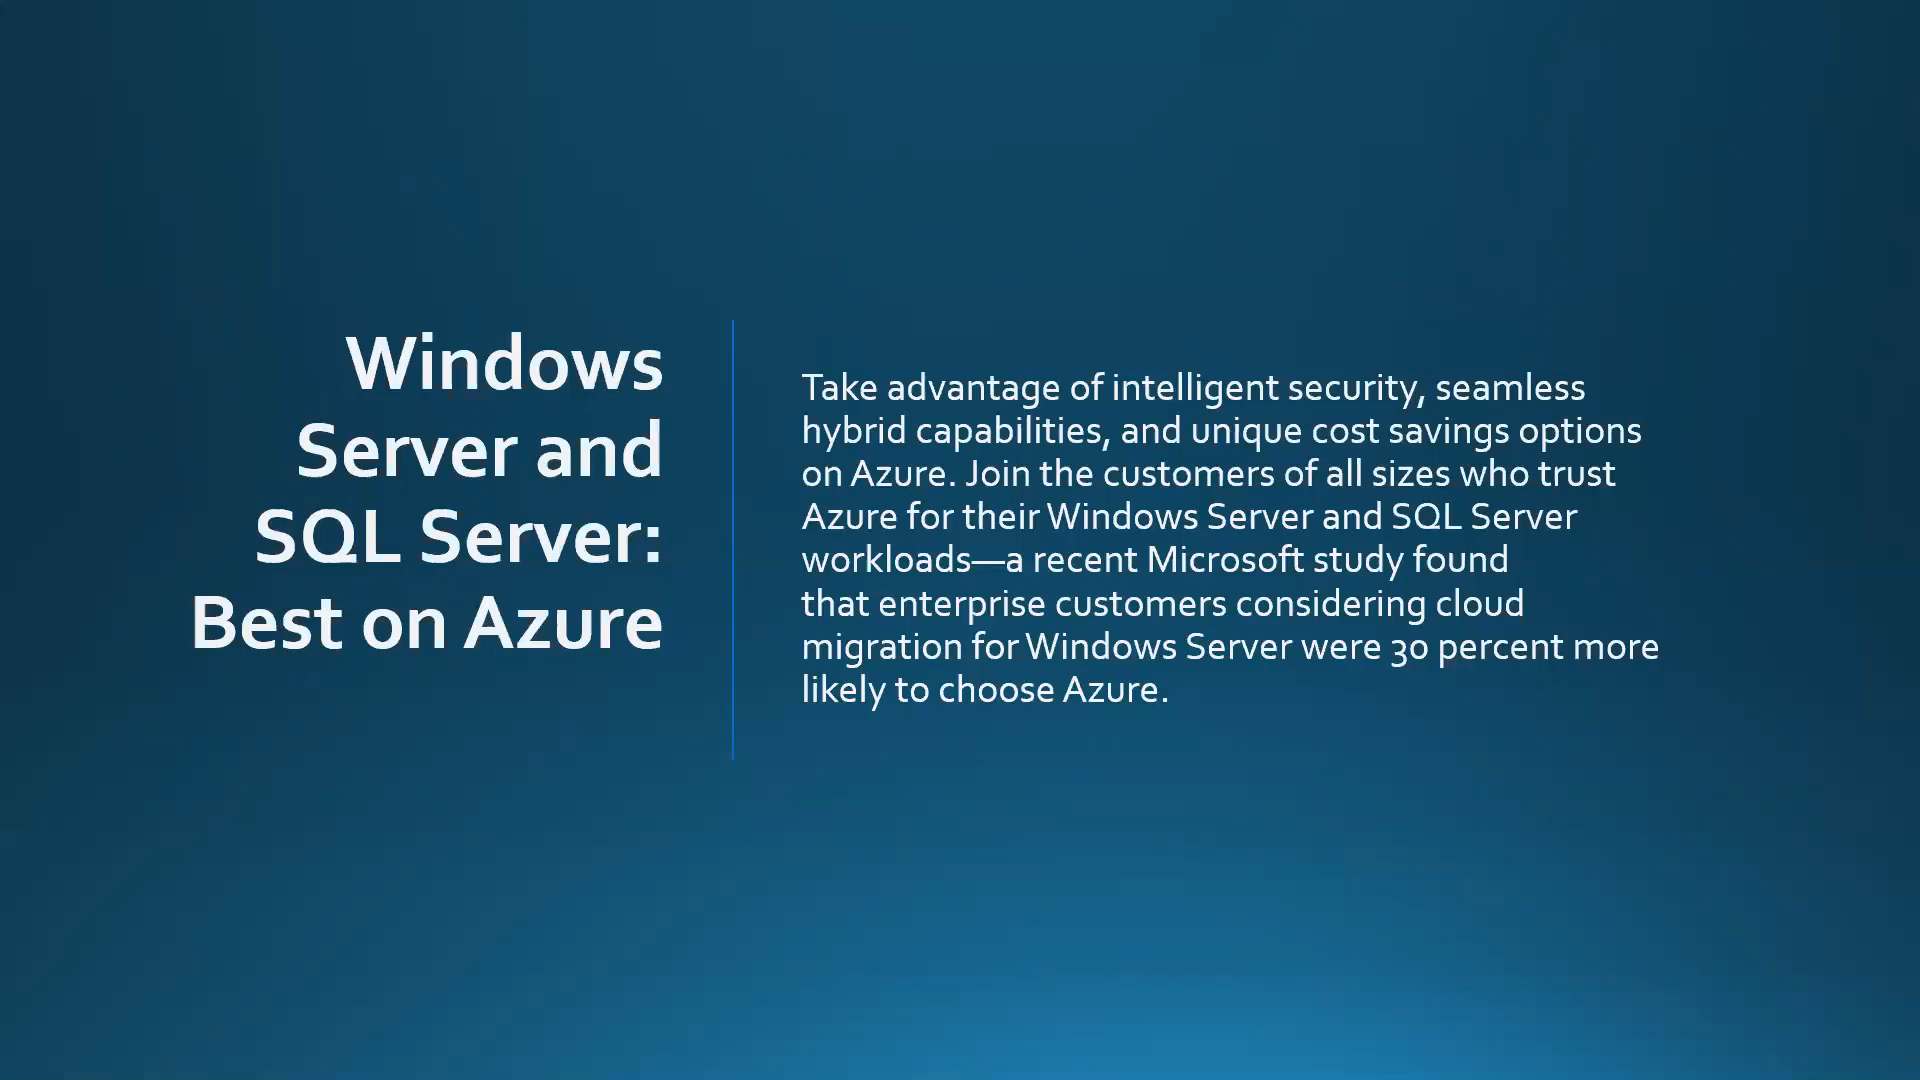 Windows
Server and
SQL Server:
Best on Azure
Take advantage of intelligent security, seamless
hybrid capabilities, and unique cost savings options
on Azure. Join the customers of all sizes who trust
Azure for their Windows Server and SQL Server
workloads—a recent Microsoft study found
that enterprise customers considering cloud
migration for Windows Server were 30 percent more
likely to choose Azure.